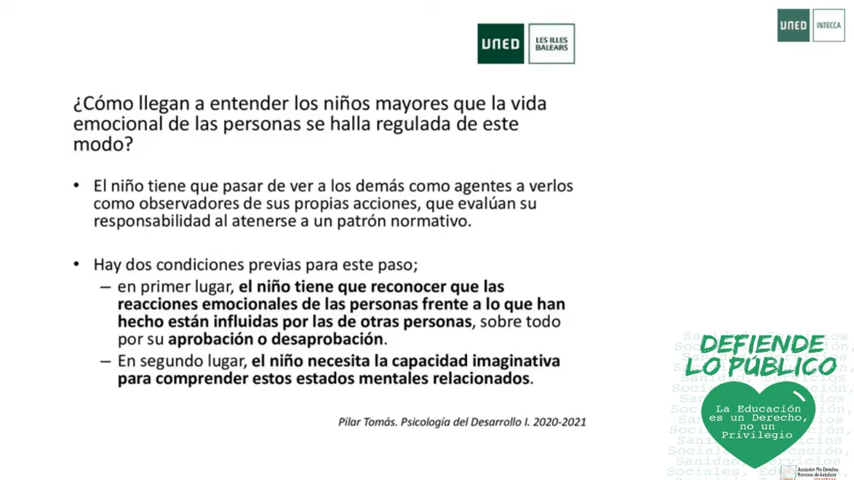 UNED
LES ILLES
BALEARS
UNED
INTECCA
¿Cómo llegan a entender los niños mayores que la vida
emocional de las personas se halla regulada de este
modo?
• El niño tiene que pasar de ver a los demás como agentes a verlos
como observadores de sus propias acciones, que evalúan su
responsabilidad al atenerse a un patrón normativo.
• Hay dos condiciones previas para este paso;
– en primer lugar, el niño tiene que reconocer que las
reacciones emocionales de las personas frente a lo que han
hecho están influidas por las de otras personas, sobre todo
por su aprobación o desaprobación.
– En segundo lugar, el niño necesita la capacidad imaginativa
para comprender estos estados mentales relacionados.
Pilar Tomás. Psicología del Desarrollo I. 2020-2021
DEFIENDE
LO PÚBLICO
La Educación
es un Derecho,
no un
Privilegio